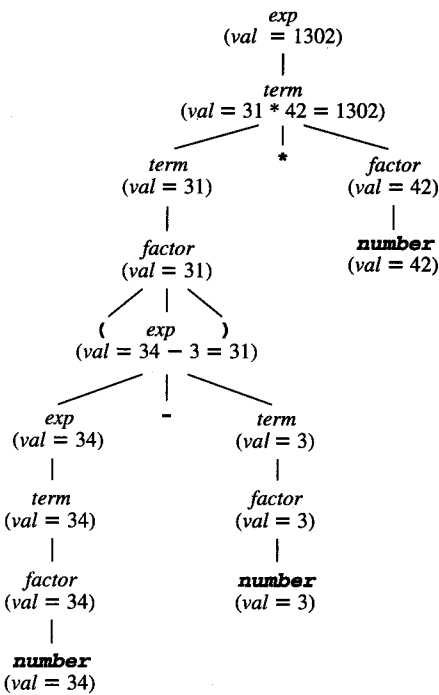 exp
(val = 1302)
term
(val = 31 * 42 = 1302)
term * factor
(val = 31) (val = 42)
factor number
(val = 31) (val = 42)
( exp )
(val = 34 − 3 = 31)
exp - term
(val = 34) (val = 3)
term factor
(val = 34) (val = 3)
factor number
(val = 34) (val = 3)
number
(val = 34)